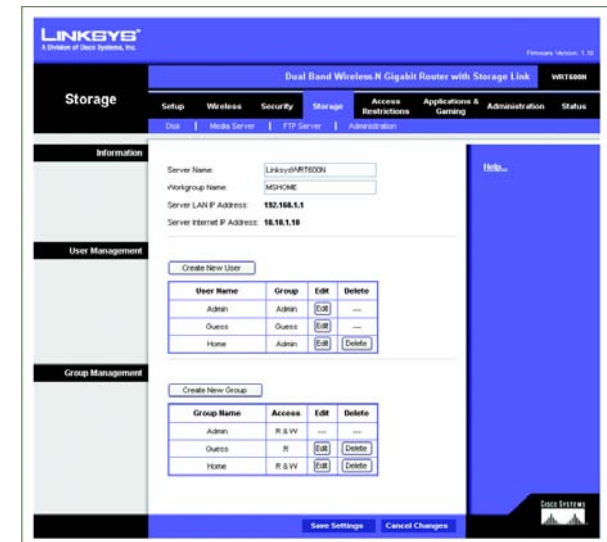 LINKSYS®
A Division of Cisco Systems, Inc.
Firmware Version: 1.10
Dual Band Wireless-N Gigabit Router with Storage Link WRT600N
Storage
Setup Wireless Security Storage Access Restrictions Applications & Gaming Administration Status
Disk | Media Server | FTP Server | Administration
Information
Help...
Server Name: LinksysWRT600N
Workgroup Name: MSHOME
Server LAN IP Address: 192.168.1.1
Server Internet IP Address: 10.10.1.10
User Management
Create New User
User Name Group Edit Delete
Admin Admin Edit ---
Guess Guess Edit ---
Home Admin Edit Delete
Group Management
Create New Group
Group Name Access Edit Delete
Admin R & W --- ---
Guess R Edit Delete
Home R & W Edit Delete
Save Settings Cancel Changes
Cisco Systems